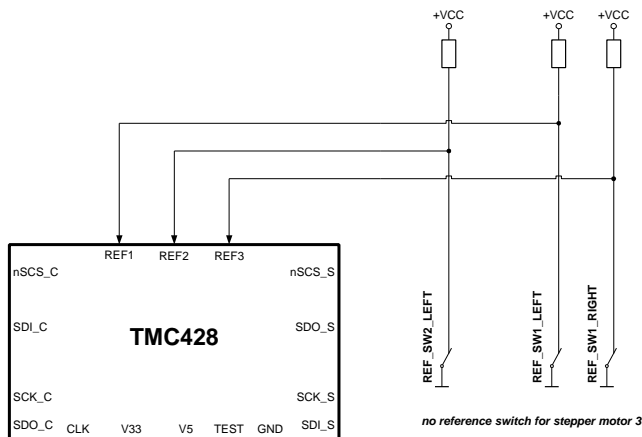 +VCC +VCC +VCC
REF1 REF2 REF3
nSCS_C nSCS_S
SDI_C TMC428 SDO_S
SCK_C SCK_S
SDO_C CLK V33 V5 TEST GND SDI_S
REF_SW2_LEFT
REF_SW1_LEFT
REF_SW1_RIGHT
no reference switch for stepper motor 3